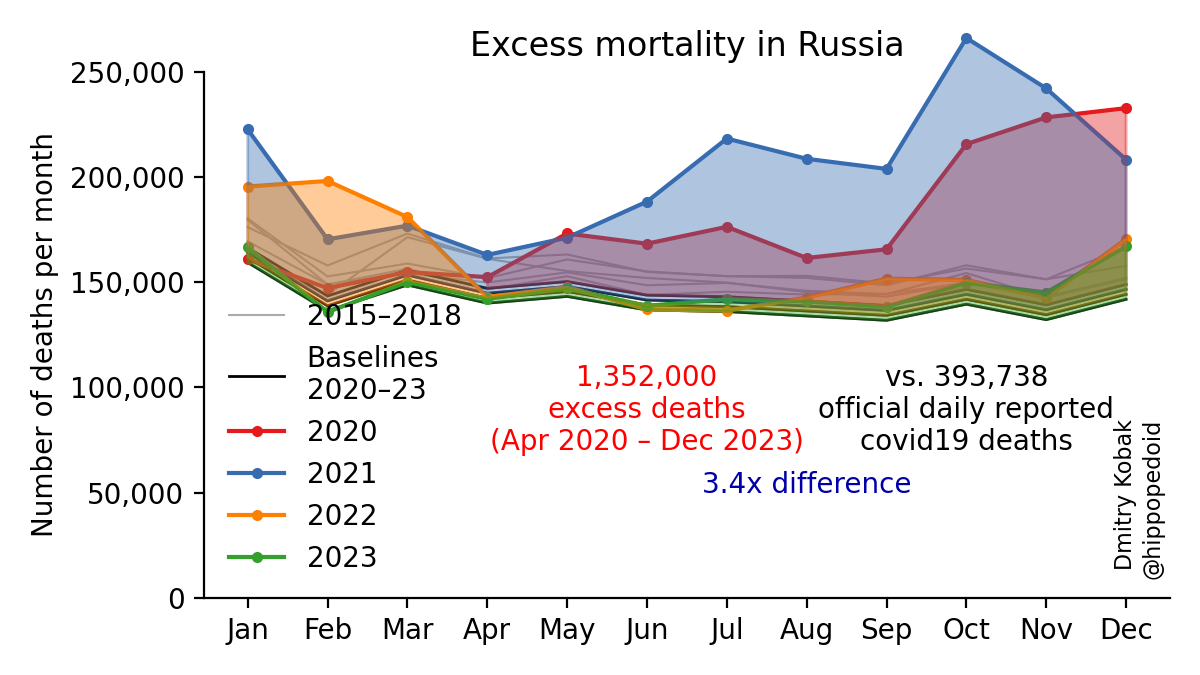 Excess mortality in Russia
Number of deaths per month
250,000
200,000
150,000
100,000
50,000
0
2015–2018
Baselines
2020–23
2020
2021
2022
2023
1,352,000
excess deaths
(Apr 2020 – Dec 2023)
vs. 393,738
official daily reported
covid19 deaths
3.4x difference
Dmitry Kobak
@hippopedoid
Jan Feb Mar Apr May Jun Jul Aug Sep Oct Nov Dec